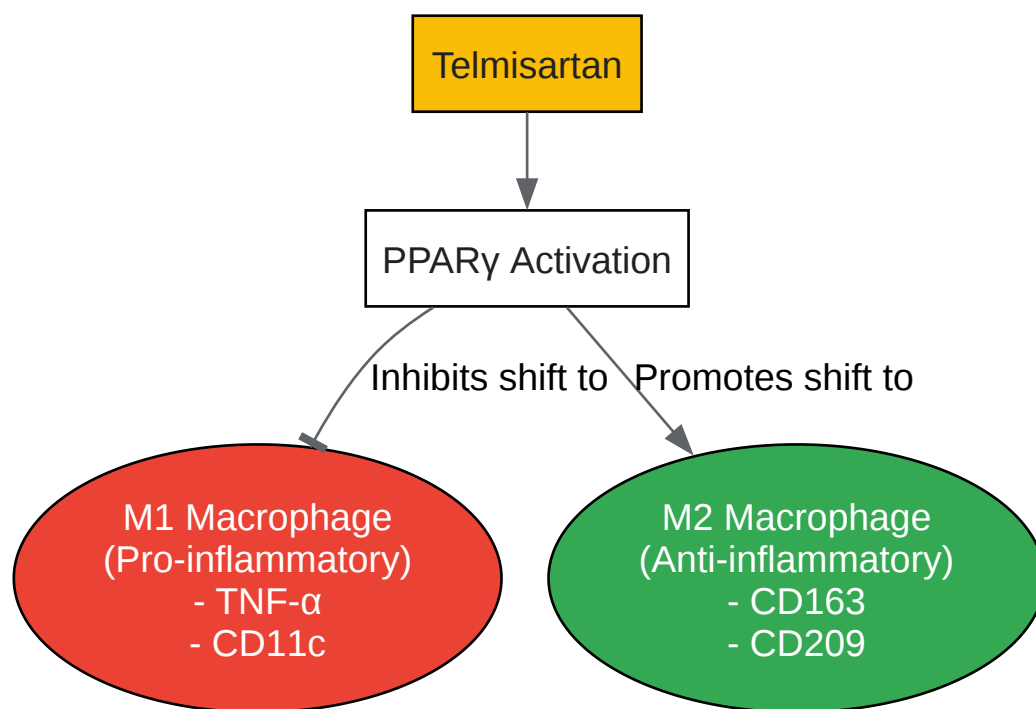 Telmisartan
PPARγ Activation
Inhibits shift to
Promotes shift to
M1 Macrophage
(Pro-inflammatory)
- TNF-α
- CD11c
M2 Macrophage
(Anti-inflammatory)
- CD163
- CD209